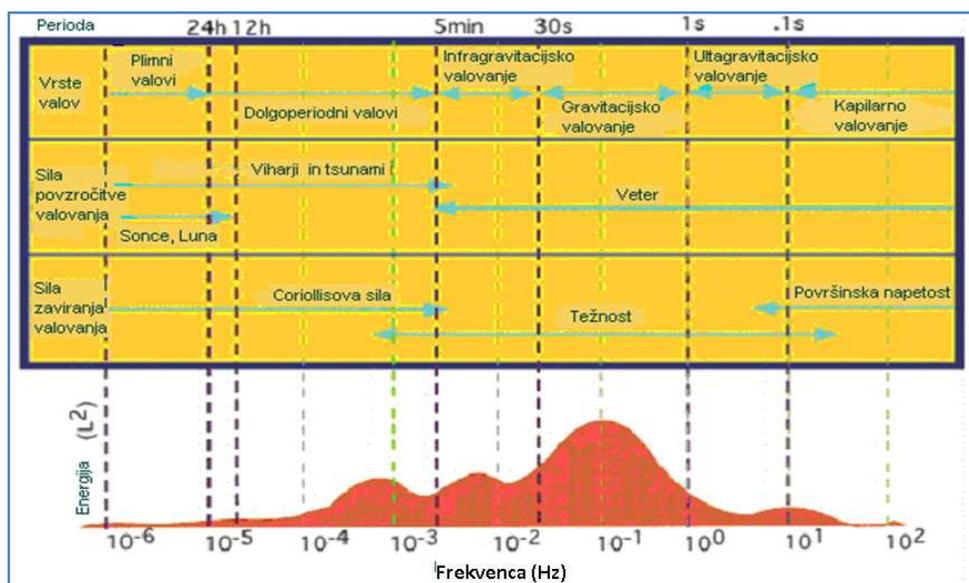 Perioda 24h 12h 5min 30s 1s .1s
Vrste
valov
Plimni
valovi
Dolgoperiodni valovi
Infragravitacijsko
valovanje
Gravitacijsko
valovanje
Ultagravitacijsko
valovanje
Kapilarno
valovanje
Sila
povzročitve
valovanja
Viharji in tsunami
Sonce, Luna
Veter
Sila
zaviranja
valovanja
Coriollisova sila
Težnost
Površinska napetost
Energija (L²)
10⁻⁶ 10⁻⁵ 10⁻⁴ 10⁻³ 10⁻² 10⁻¹ 10⁰ 10¹ 10²
Frekvenca (Hz)